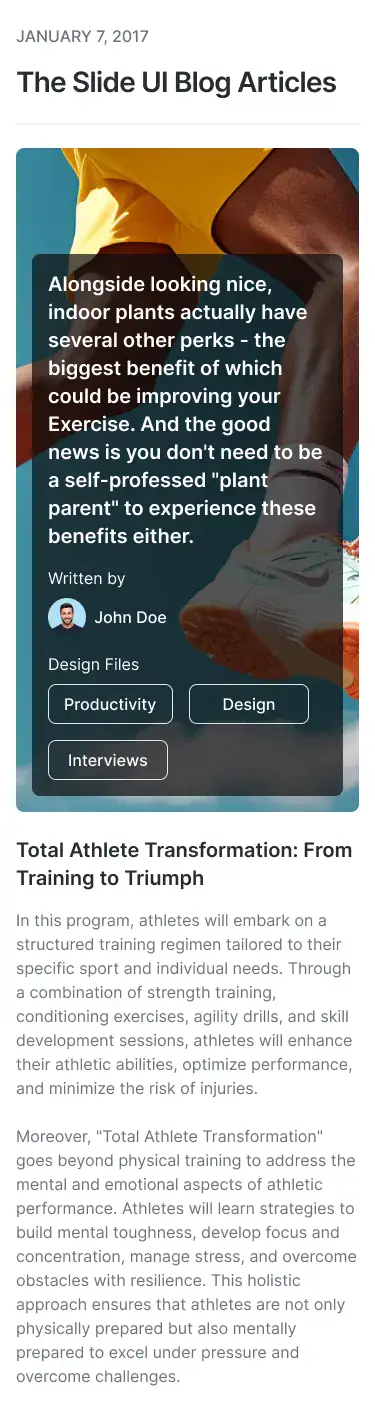 JANUARY 7, 2017
The Slide UI Blog Articles
Alongside looking nice,
indoor plants actually have
several other perks - the
biggest benefit of which
could be improving your
Exercise. And the good
news is you don't need to be
a self-professed "plant
parent" to experience these
benefits either.
Written by
John Doe
Design Files
Productivity
Design
Interviews
Total Athlete Transformation: From
Training to Triumph
In this program, athletes will embark on a
structured training regimen tailored to their
specific sport and individual needs. Through
a combination of strength training,
conditioning exercises, agility drills, and skill
development sessions, athletes will enhance
their athletic abilities, optimize performance,
and minimize the risk of injuries.
Moreover, "Total Athlete Transformation"
goes beyond physical training to address the
mental and emotional aspects of athletic
performance. Athletes will learn strategies to
build mental toughness, develop focus and
concentration, manage stress, and overcome
obstacles with resilience. This holistic
approach ensures that athletes are not only
physically prepared but also mentally
prepared to excel under pressure and
overcome challenges.